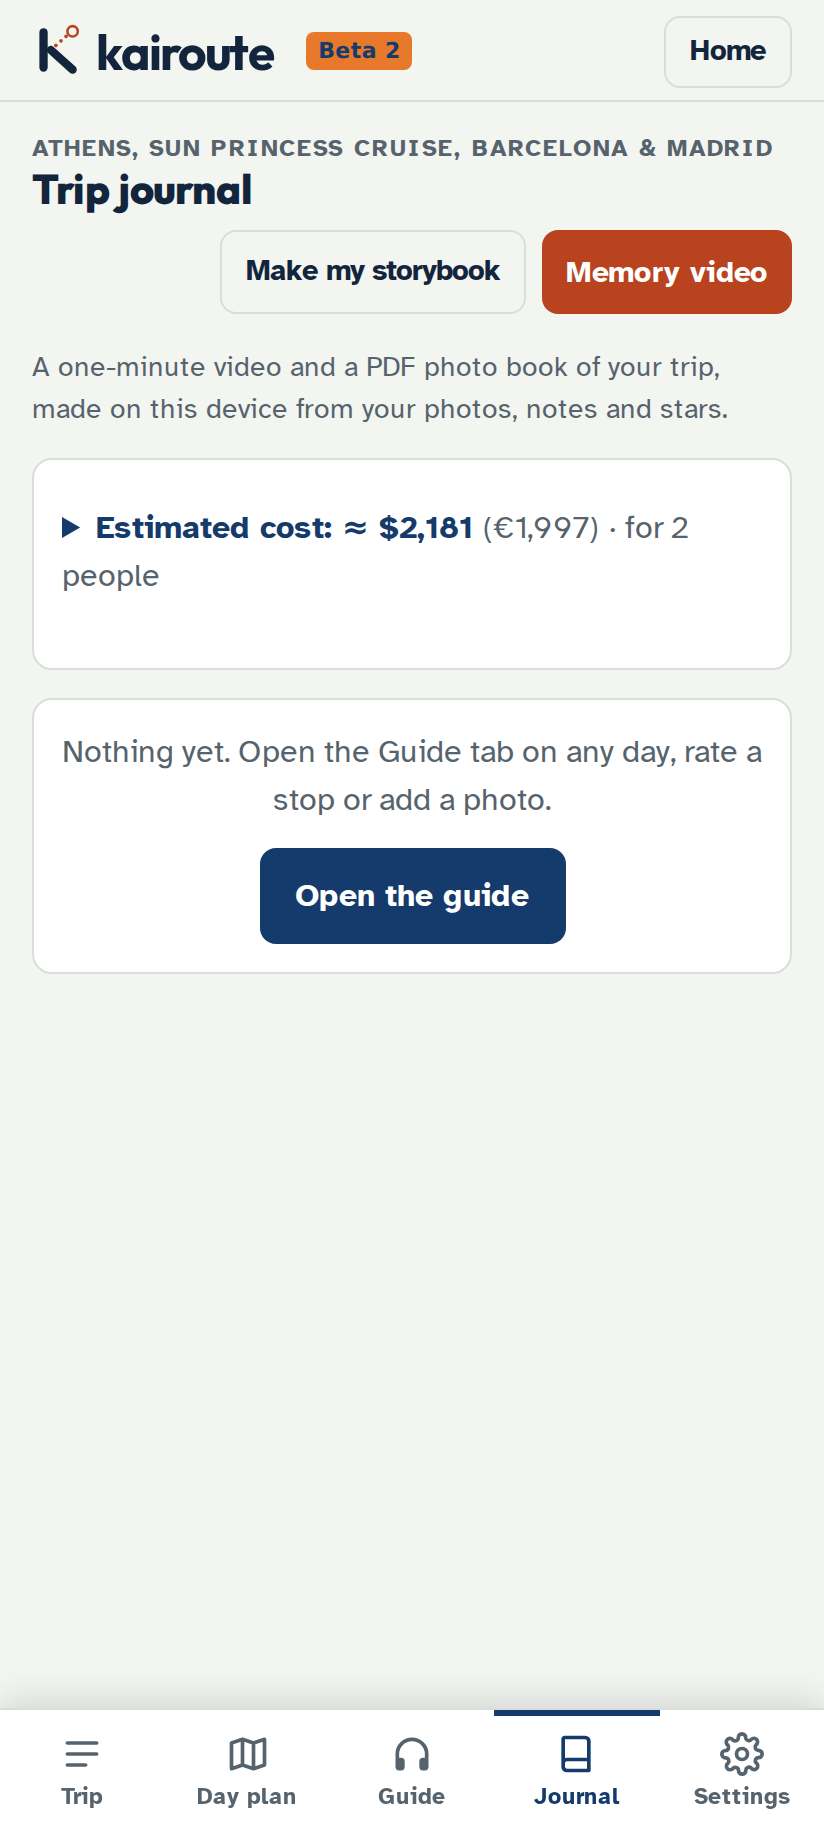 kairoute
Beta 2
Home
ATHENS, SUN PRINCESS CRUISE, BARCELONA & MADRID
Trip journal
Make my storybook
Memory video
A one-minute video and a PDF photo book of your trip,
made on this device from your photos, notes and stars.
Estimated cost: ≈ $2,181 (€1,997) · for 2
people
Nothing yet. Open the Guide tab on any day, rate a
stop or add a photo.
Open the guide
Trip
Day plan
Guide
Journal
Settings